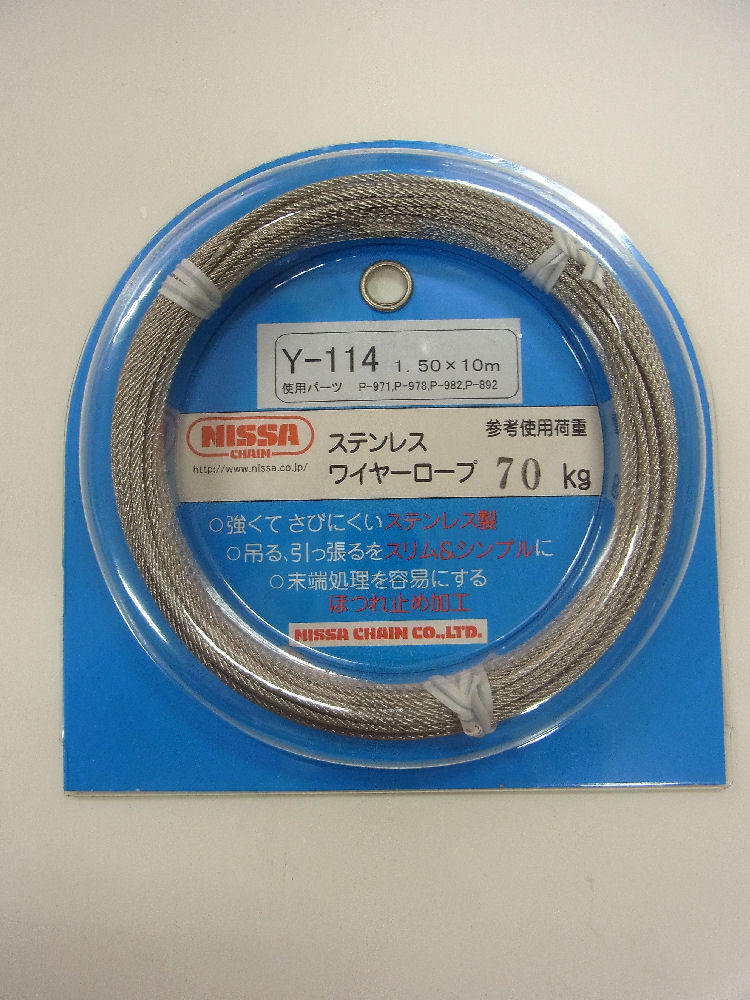 Y-114 1.50×10m
使用パーツ P-971,P-978,P-982,P-892
NISSA
CHAIN
http://www.nissa.co.jp/
ステンレス
ワイヤーロープ
参考使用荷重
70 kg
○強くて さびにくいステンレス製
○吊る、引っ張るをスリム&シンプルに
○末端処理を容易にする
ほつれ止め加工
NISSA CHAIN CO.,LTD.